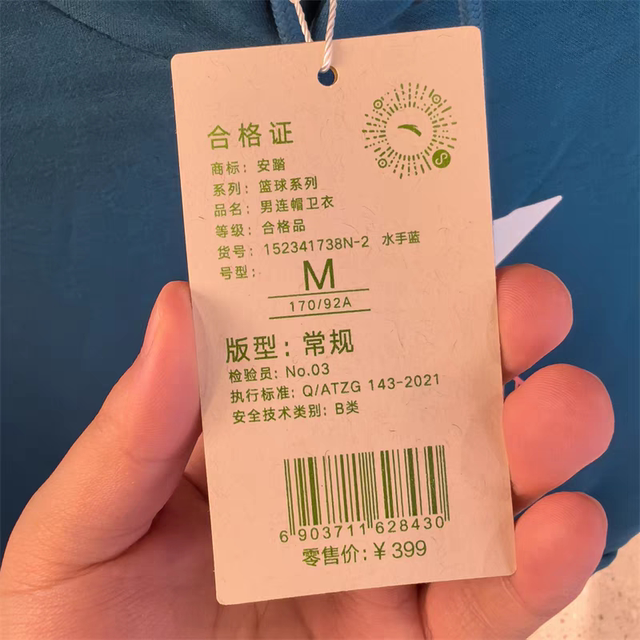 合格证
商标：安踏
系列：篮球系列
品名：男连帽卫衣
等级：合格品
货号：152341738N-2 水手蓝
号型：M
170/92A
版型：常规
检验员：No.03
执行标准：Q/ATZG 143-2021
安全技术类别：B类
6 903711 628430
零售价：￥399